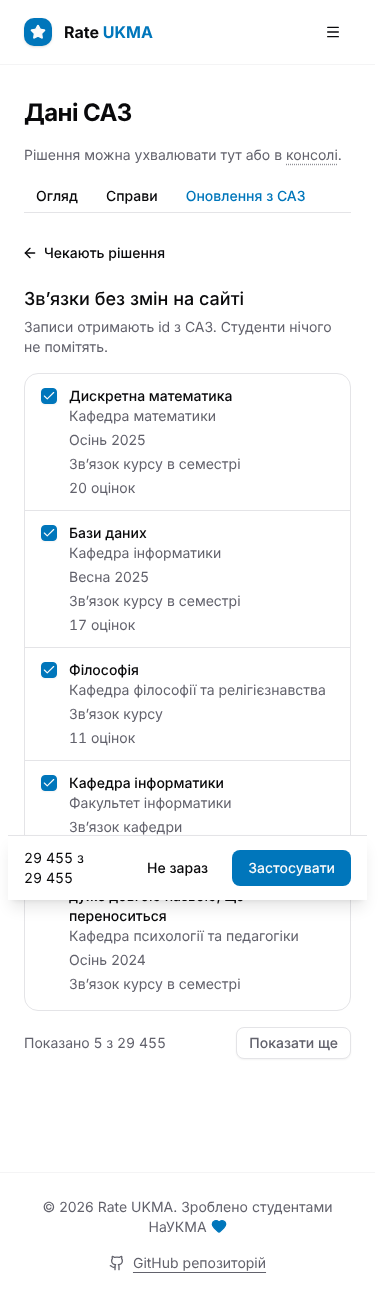 Rate UKMA
Дані САЗ
Рішення можна ухвалювати тут або в консолі.
Огляд Справи Оновлення з САЗ
Чекають рішення
Зв’язки без змін на сайті
Записи отримають id з САЗ. Студенти нічого
не помітять.
Дискретна математика
Кафедра математики
Осінь 2025
Зв’язок курсу в семестрі
20 оцінок
Бази даних
Кафедра інформатики
Весна 2025
Зв’язок курсу в семестрі
17 оцінок
Філософія
Кафедра філософії та релігієзнавства
Зв’язок курсу
11 оцінок
Кафедра інформатики
Факультет інформатики
Зв’язок кафедри
29 455 з
29 455
Не зараз
Застосувати
переноситься
Кафедра психології та педагогіки
Осінь 2024
Зв’язок курсу в семестрі
Показано 5 з 29 455
Показати ще
© 2026 Rate UKMA. Зроблено студентами
НаУКМА
GitHub репозиторій